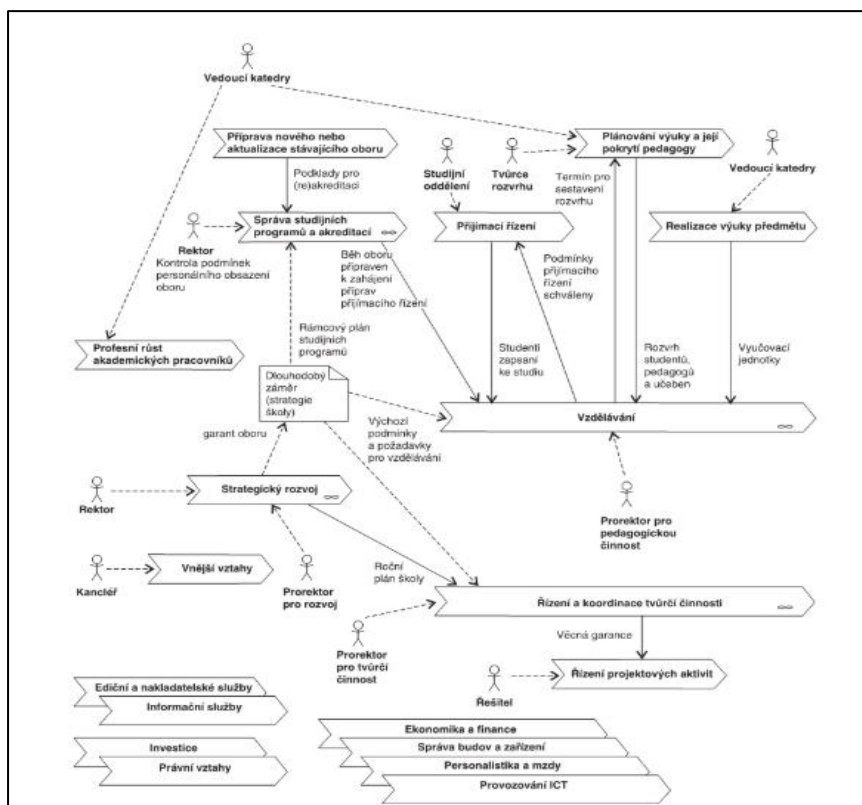 Vedoucí katedry
Příprava nového nebo
aktualizace stávajícího oboru
Podklady pro
(re)akreditaci
Studijní
oddělení
Tvůrce
rozvrhu
Plánování výuky a její
pokrytí pedagogy
Termín pro
sestavení
rozvrhu
Vedoucí katedry
Rektor
Kontrola podmínek
personálního obsazení
oboru
Správa studijních
programů a akreditací
Přijímací řízení
Realizace výuky předmětu
Běh oboru
připraven
k zahájení
příprav
přijímacího řízení
Podmínky
přijímacího
řízení
schváleny
Profesní růst
akademických pracovníků
Rámcový plán
studijních
programů
Studenti
zapsaní
ke studiu
Rozvrh
studentů,
pedagogů
a učeben
Vyučovací
jednotky
Dlouhodobý
záměr
(strategie
školy)
garant oboru
Výchozí
podmínky
a požadavky
pro vzdělávání
Vzdělávání
Rektor
Strategický rozvoj
Prorektor pro
pedagogickou
činnost
Kancléř
Vnější vztahy
Prorektor
pro rozvoj
Roční
plán školy
Řízení a koordinace tvůrčí činnosti
Prorektor
pro tvůrčí
činnost
Věcná garance
Řešitel
Řízení projektových aktivit
Ediční a nakladatelské služby
Informační služby
Investice
Právní vztahy
Ekonomika a finance
Správa budov a zařízení
Personalistika a mzdy
Provozování ICT